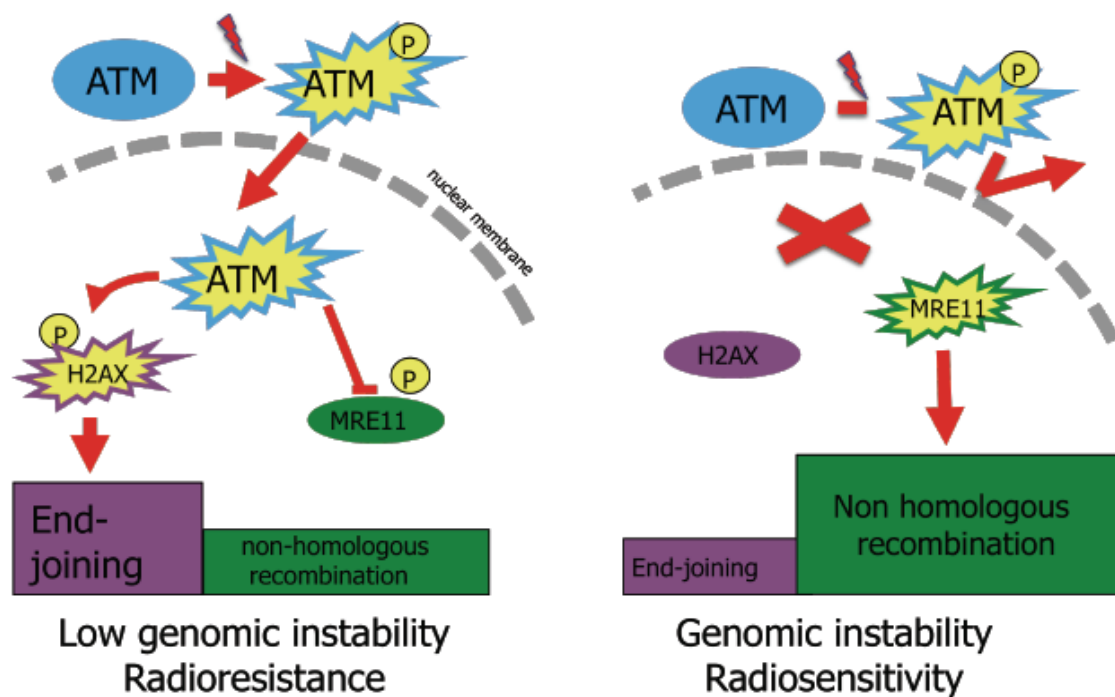 ATM
P
ATM
nuclear membrane
ATM
P
H2AX
P
MRE11
End-
joining
non-homologous
recombination
Low genomic instability
Radioresistance
ATM
P
ATM
MRE11
H2AX
Non homologous
recombination
End-joining
Genomic instability
Radiosensitivity